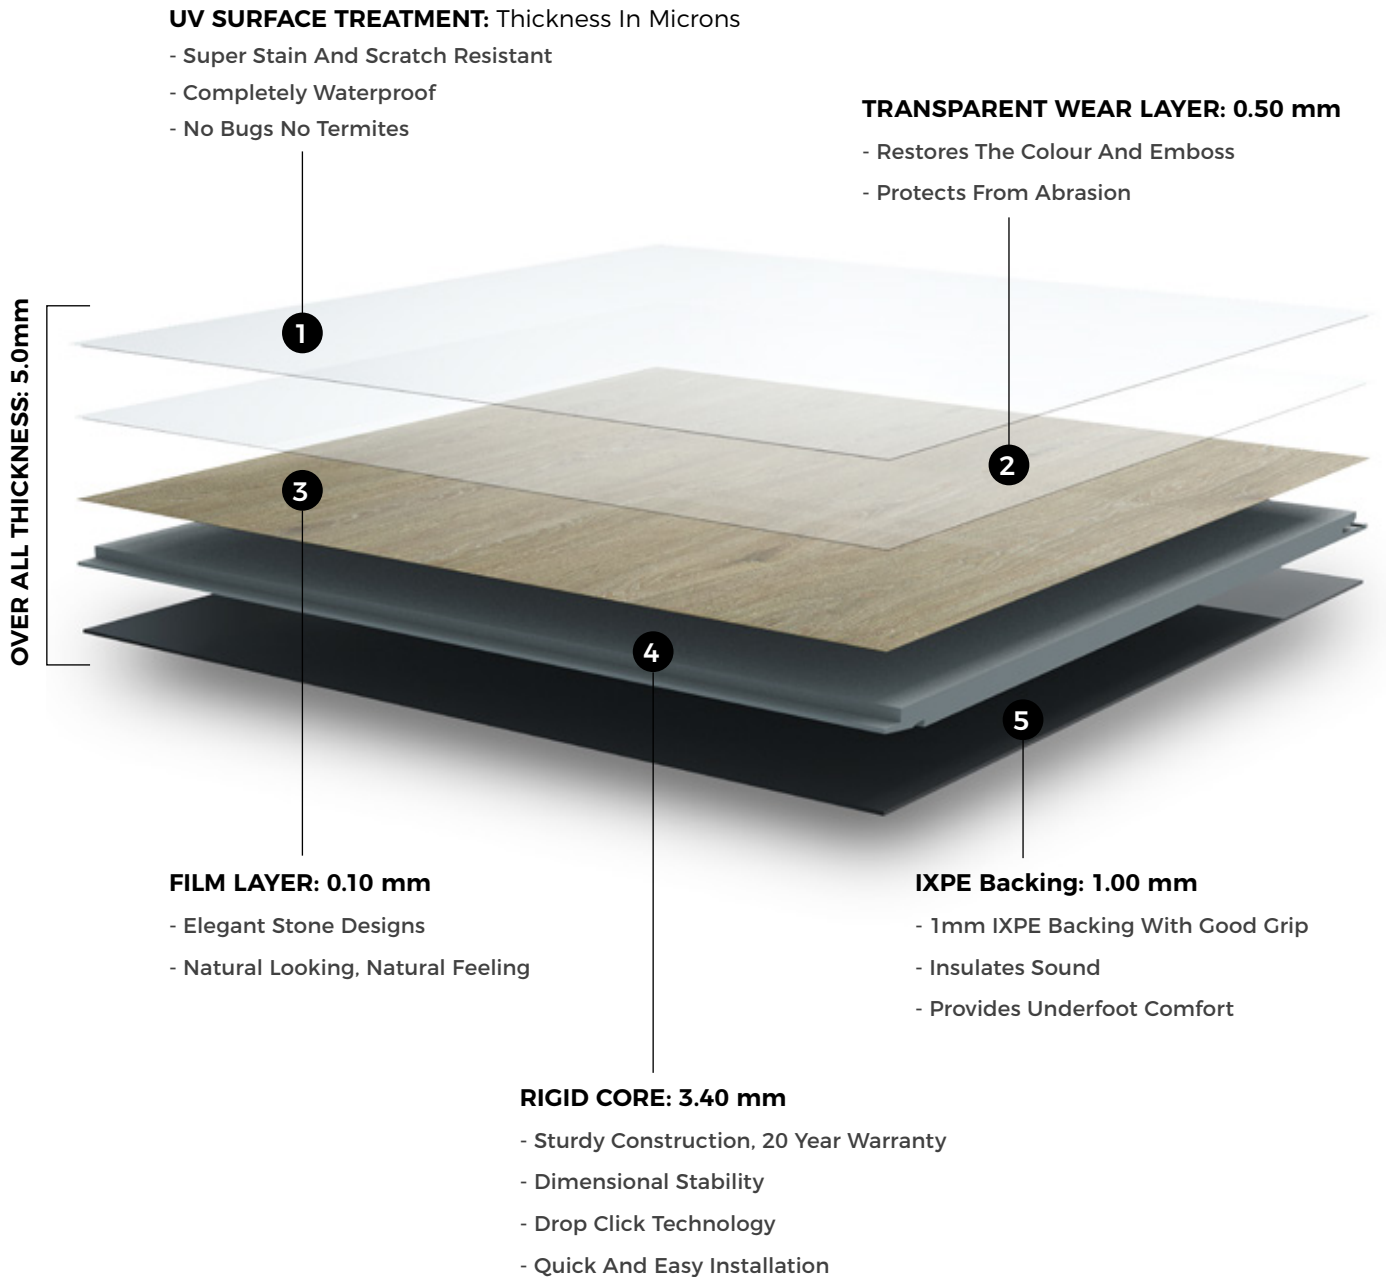 UV SURFACE TREATMENT: Thickness In Microns
- Super Stain And Scratch Resistant
- Completely Waterproof
- No Bugs No Termites
TRANSPARENT WEAR LAYER: 0.50 mm
- Restores The Colour And Emboss
- Protects From Abrasion
OVER ALL THICKNESS: 5.0mm
1
2
3
4
5
FILM LAYER: 0.10 mm
- Elegant Stone Designs
- Natural Looking, Natural Feeling
IXPE Backing: 1.00 mm
- 1mm IXPE Backing With Good Grip
- Insulates Sound
- Provides Underfoot Comfort
RIGID CORE: 3.40 mm
- Sturdy Construction, 20 Year Warranty
- Dimensional Stability
- Drop Click Technology
- Quick And Easy Installation